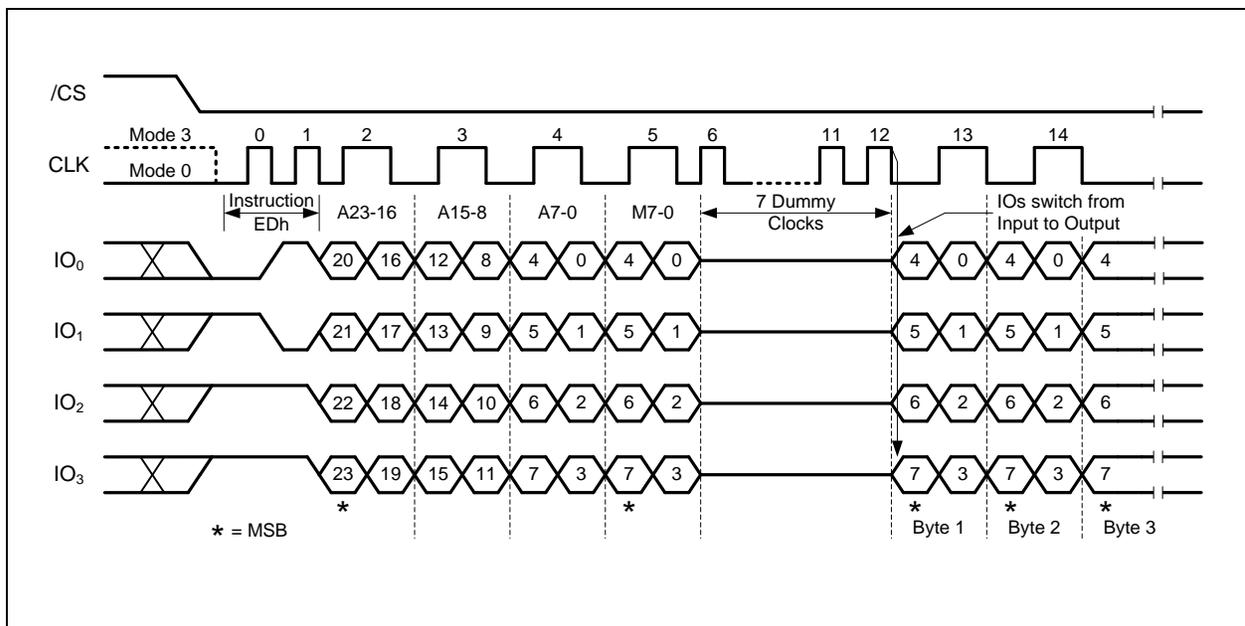 /CS
Mode 3 0 1 2 3 4 5 6 11 12 13 14
CLK
Mode 0
Instruction
EDh
A23-16 A15-8 A7-0 M7-0
7 Dummy
Clocks
IOs switch from
Input to Output
IO0 20 16 12 8 4 0 4 0 4 0 4 0 4
IO1 21 17 13 9 5 1 5 1 5 1 5 1 5
IO2 22 18 14 10 6 2 6 2 6 2 6 2 6
IO3 23 19 15 11 7 3 7 3 7 3 7 3 7
* * * * *
* = MSB
Byte 1 Byte 2 Byte 3